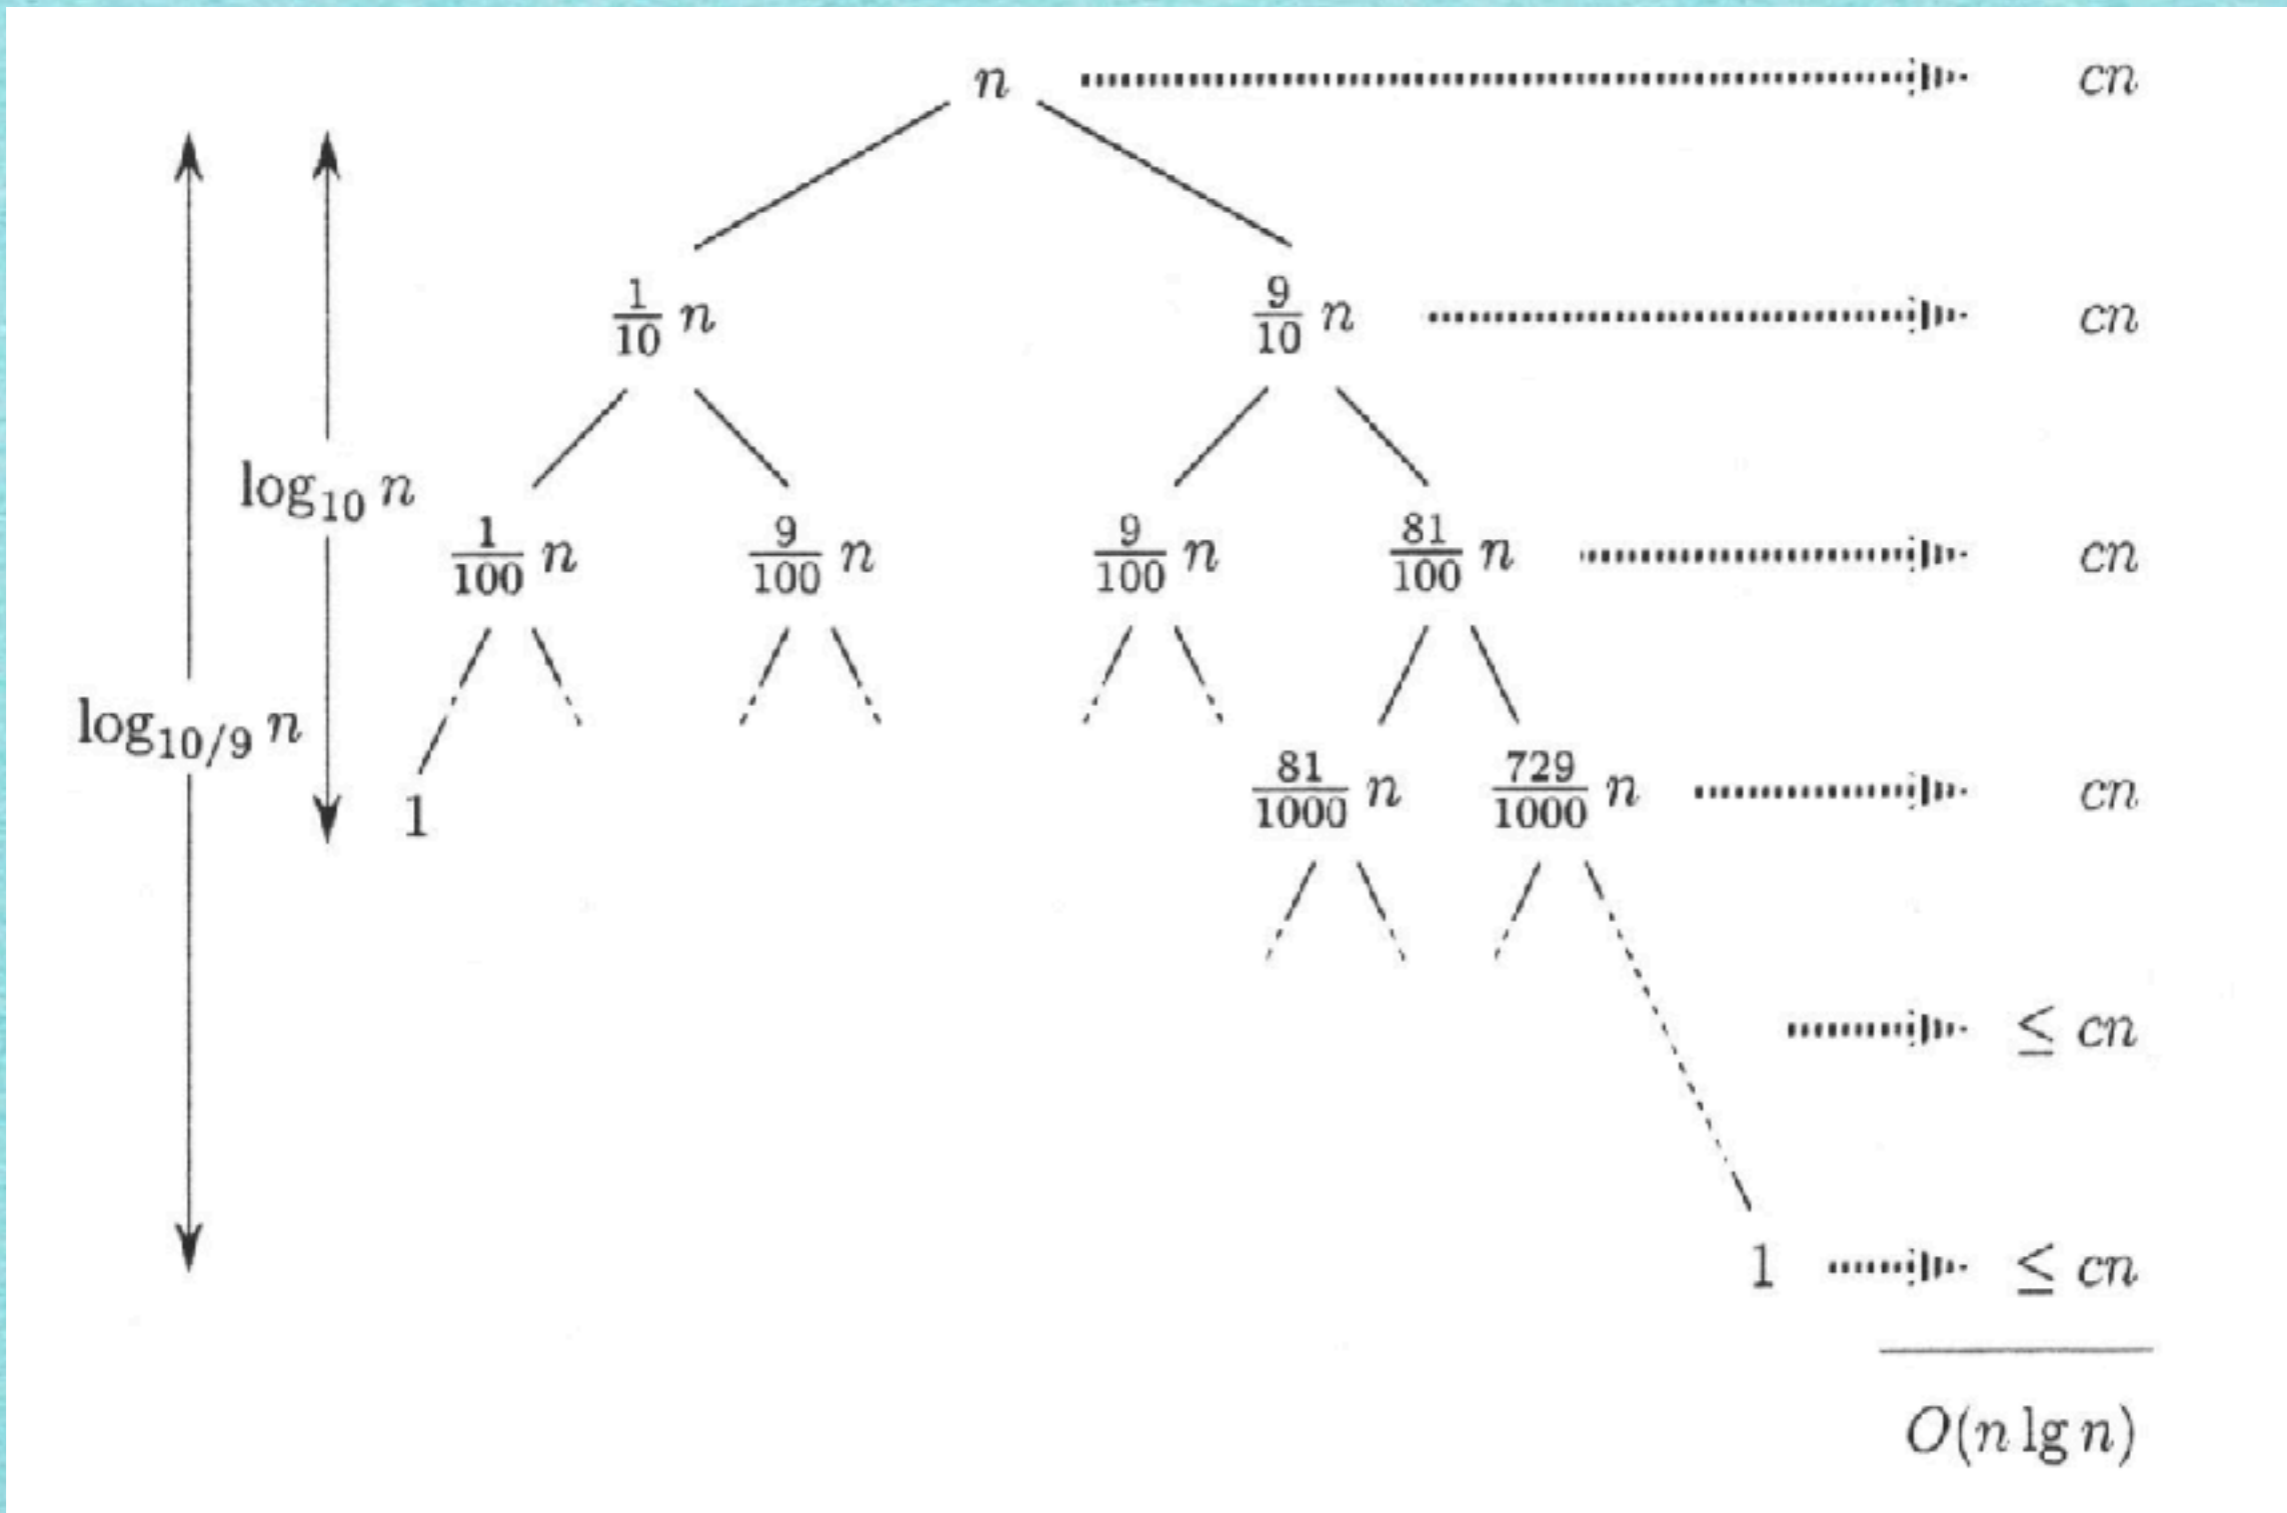 n cn
1/10 n 9/10 n cn
log₁₀ n
1/100 n 9/100 n 9/100 n 81/100 n cn
log₁₀/₉ n
1 81/1000 n 729/1000 n cn
≤ cn
1 ≤ cn
O(n lg n)